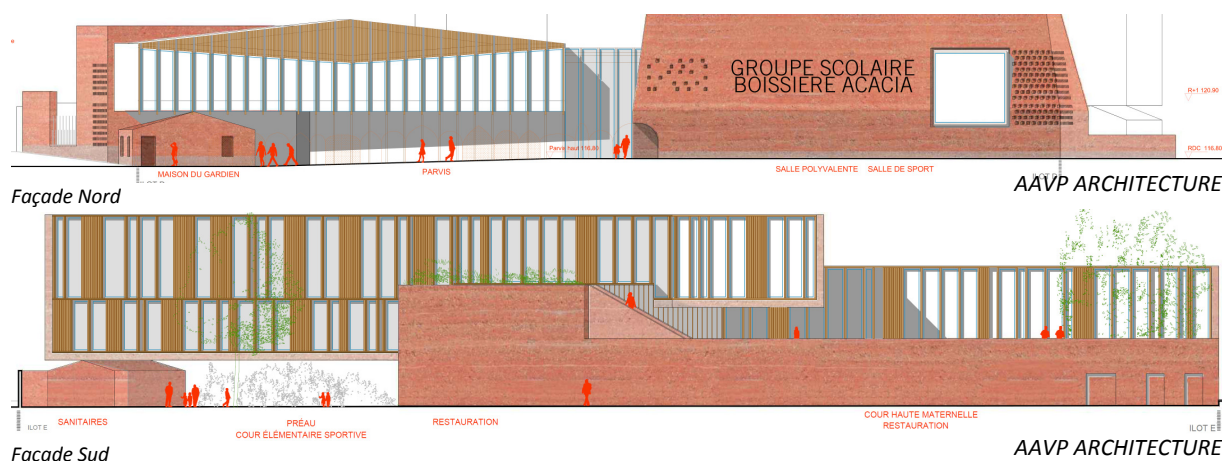 GROUPE SCOLAIRE
BOISSIERE ACACIA
R+1 120.90
Parvis haut 116.90
RDC 116.80
MAISON DU GARDIEN
PARVIS
SALLE POLYVALENTE SALLE DE SPORT
Façade Nord
AAVP ARCHITECTURE
ILOT E
SANITAIRES
PRÉAU
COUR ÉLÉMENTAIRE SPORTIVE
RESTAURATION
COUR HAUTE MATERNELLE
RESTAURATION
ILOT E
Façade Sud
AAVP ARCHITECTURE